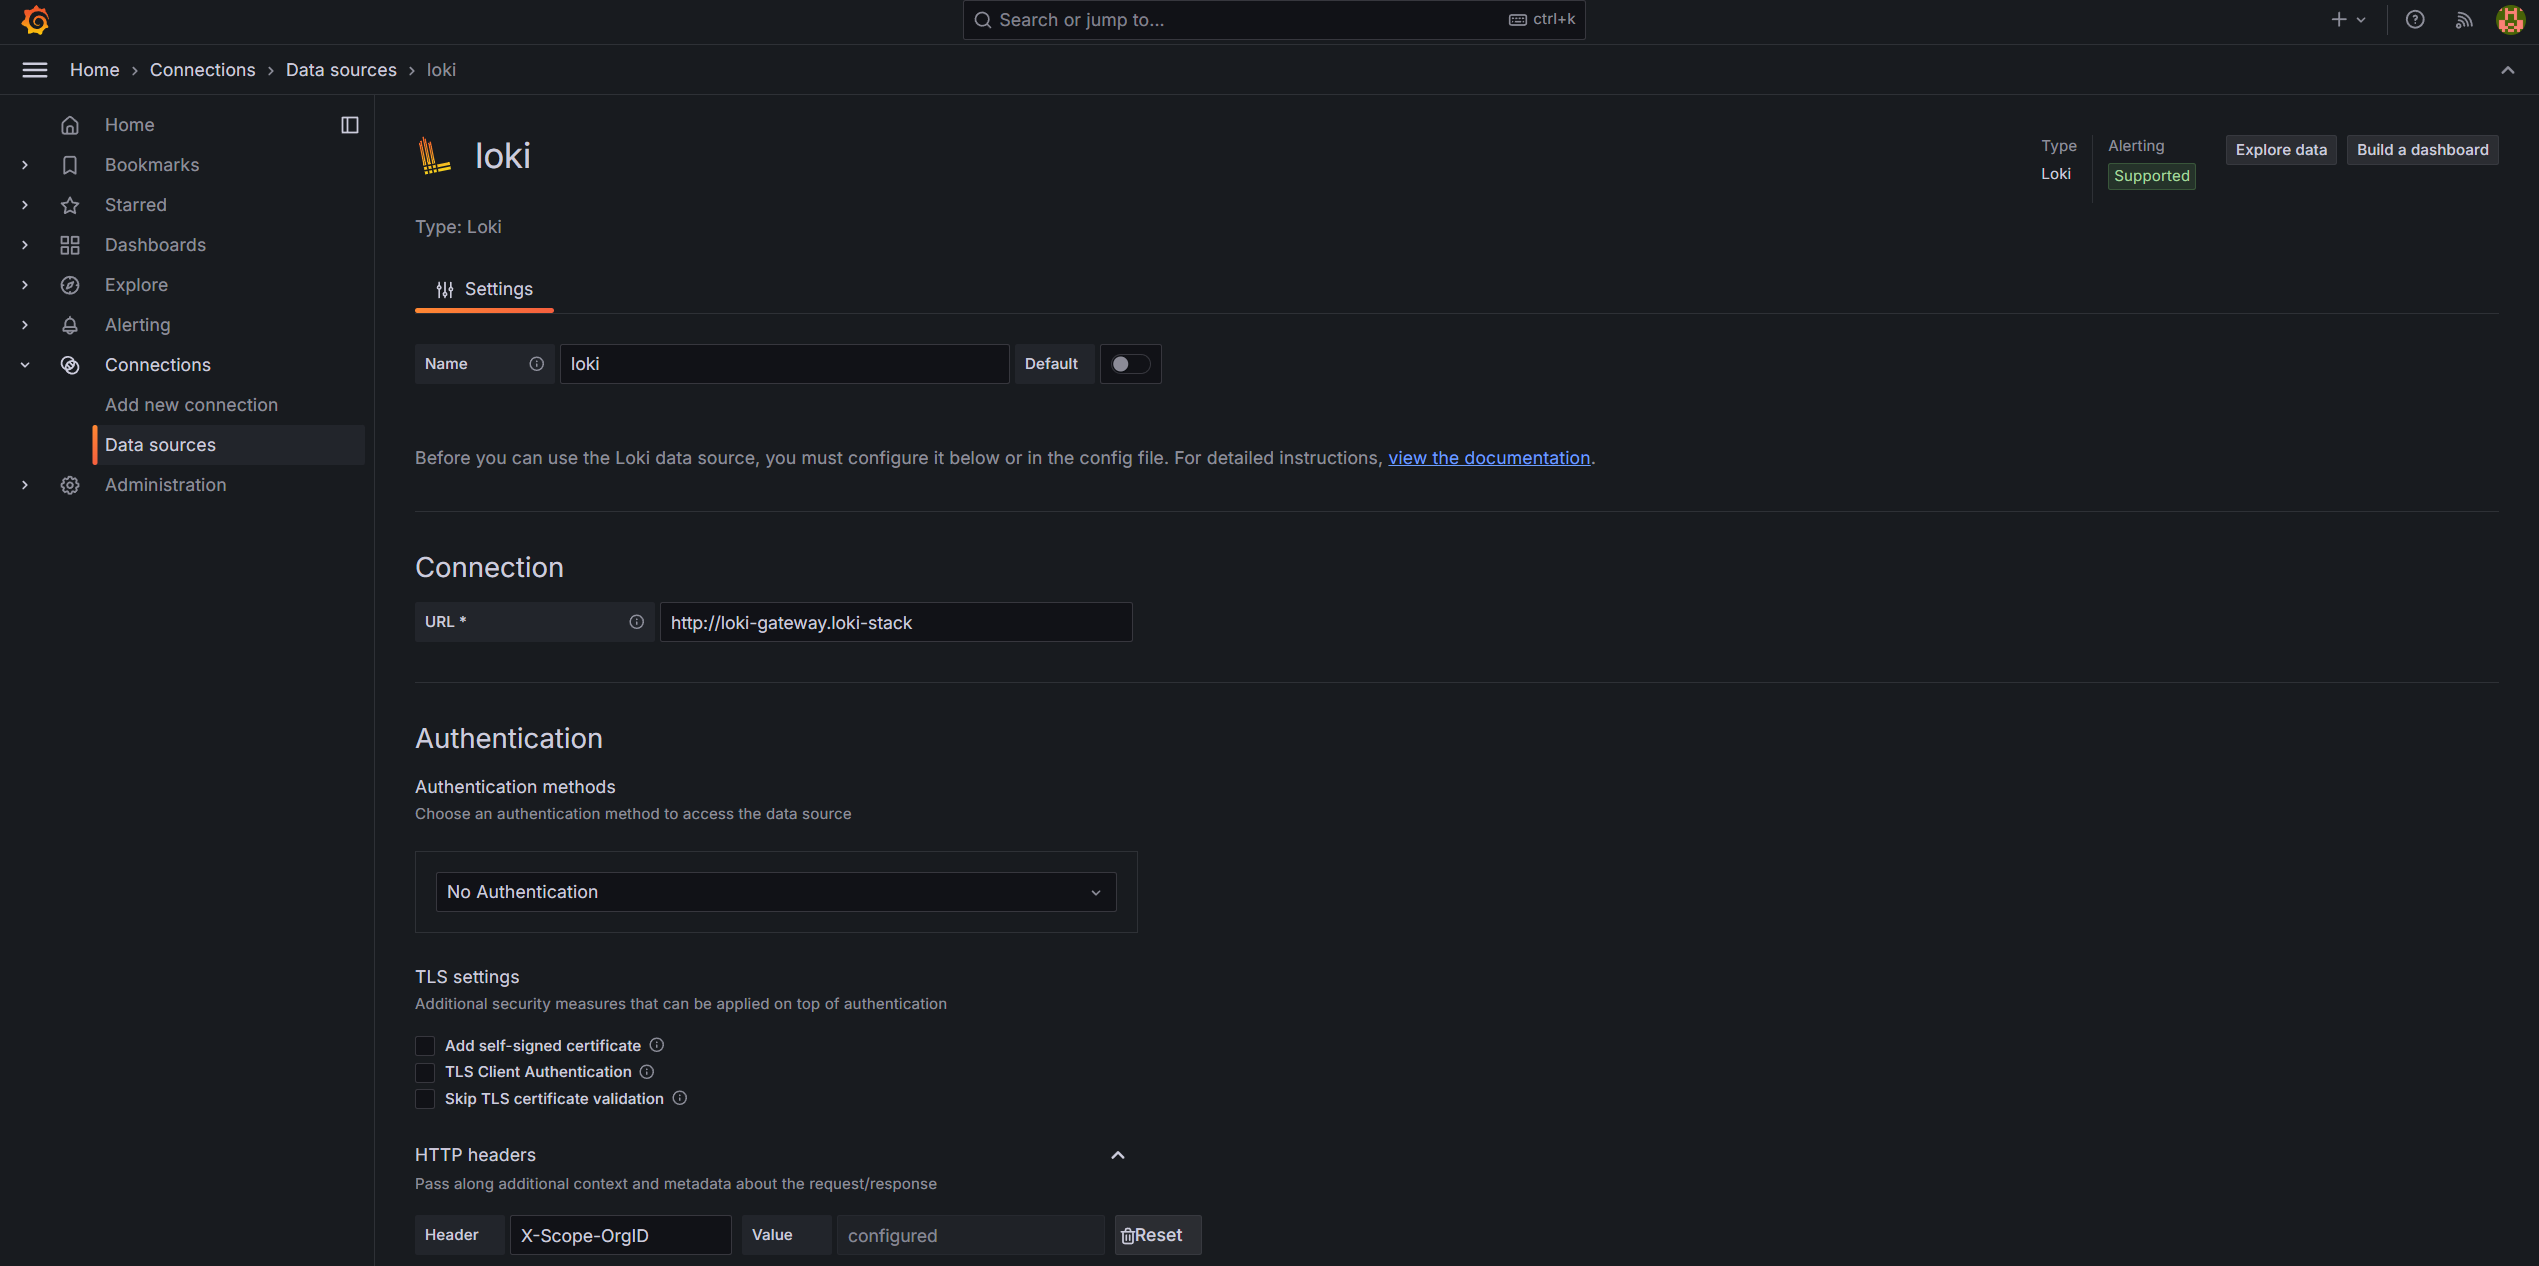 Search or jump to... ctrl+k
Home › Connections › Data sources › loki
Home
Bookmarks
Starred
Dashboards
Explore
Alerting
Connections
Add new connection
Data sources
Administration
loki
Type
Loki
Alerting
Supported
Explore data
Build a dashboard
Type: Loki
Settings
Name loki Default
Before you can use the Loki data source, you must configure it below or in the config file. For detailed instructions, view the documentation.
Connection
URL * http://loki-gateway.loki-stack
Authentication
Authentication methods
Choose an authentication method to access the data source
No Authentication
TLS settings
Additional security measures that can be applied on top of authentication
Add self-signed certificate
TLS Client Authentication
Skip TLS certificate validation
HTTP headers
Pass along additional context and metadata about the request/response
Header X-Scope-OrgID Value configured Reset